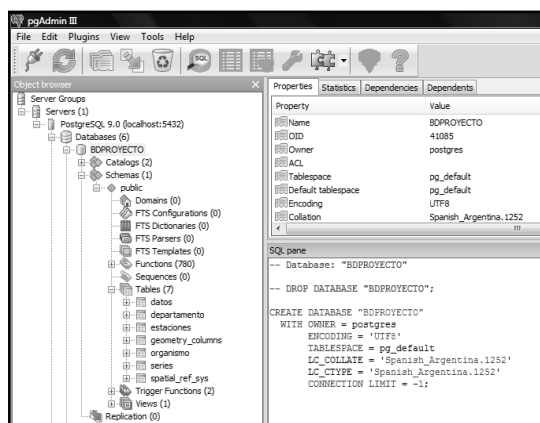 pgAdmin III
File Edit Plugins View Tools Help
SQL
Object browser
Server Groups
Servers (1)
PostgreSQL 9.0 (localhost:5432)
Databases (6)
BDPROYECTO
Catalogs (2)
Schemas (1)
public
Domains (0)
FTS Configurations (0)
FTS Dictionaries (0)
FTS Parsers (0)
FTS Templates (0)
Functions (780)
Sequences (0)
Tables (7)
datos
departamento
estaciones
geometry_columns
organismo
series
spatial_ref_sys
Trigger Functions (2)
Views (1)
Replication (0)
Properties Statistics Dependencies Dependents
Property Value
Name BDPROYECTO
OID 41085
Owner postgres
ACL
Tablespace pg_default
Default tablespace pg_default
Encoding UTF8
Collation Spanish_Argentina.1252
SQL pane
-- Database: "BDPROYECTO"
-- DROP DATABASE "BDPROYECTO";
CREATE DATABASE "BDPROYECTO"
WITH OWNER = postgres
ENCODING = 'UTF8'
TABLESPACE = pg_default
LC_COLLATE = 'Spanish_Argentina.1252'
LC_CTYPE = 'Spanish_Argentina.1252'
CONNECTION LIMIT = -1;